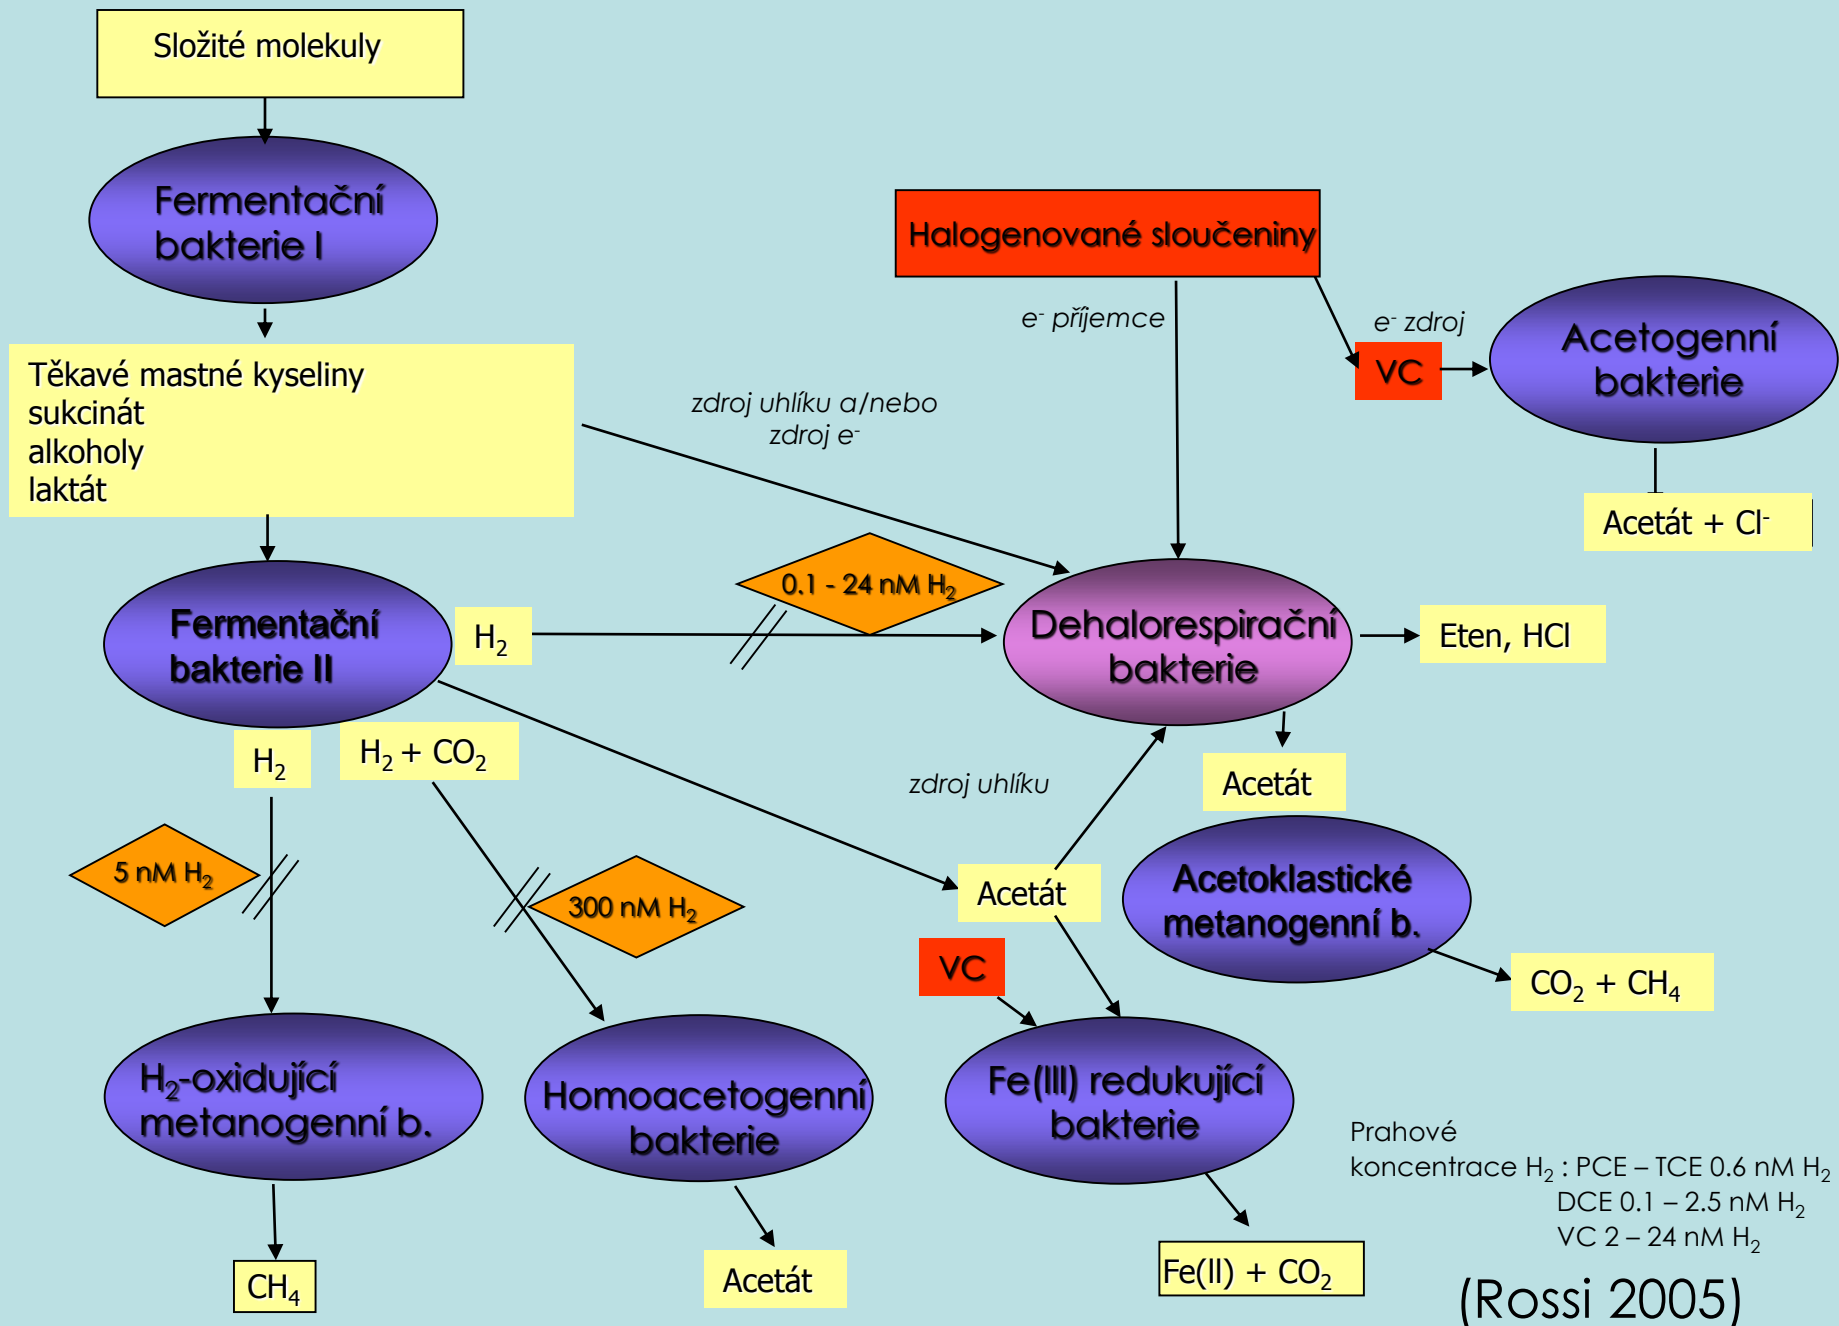 Složité molekuly
Fermentační
bakterie I
Těkavé mastné kyseliny
sukcinát
alkoholy
laktát
Halogenované sloučeniny
e⁻ příjemce
e⁻ zdroj
VC
Acetogenní
bakterie
Acetát + Cl⁻
zdroj uhlíku a/nebo
zdroj e⁻
0.1 - 24 nM H₂
Fermentační
bakterie II
H₂
Dehalorespirační
bakterie
Eten, HCl
H₂
H₂ + CO₂
zdroj uhlíku
Acetát
5 nM H₂
300 nM H₂
Acetát
Acetoklastické
metanogenní b.
VC
CO₂ + CH₄
H₂-oxidující
metanogenní b.
Homoacetogenní
bakterie
Fe(III) redukující
bakterie
CH₄
Acetát
Fe(II) + CO₂
Prahové
koncentrace H₂ : PCE – TCE 0.6 nM H₂
DCE 0.1 – 2.5 nM H₂
VC 2 – 24 nM H₂
(Rossi 2005)